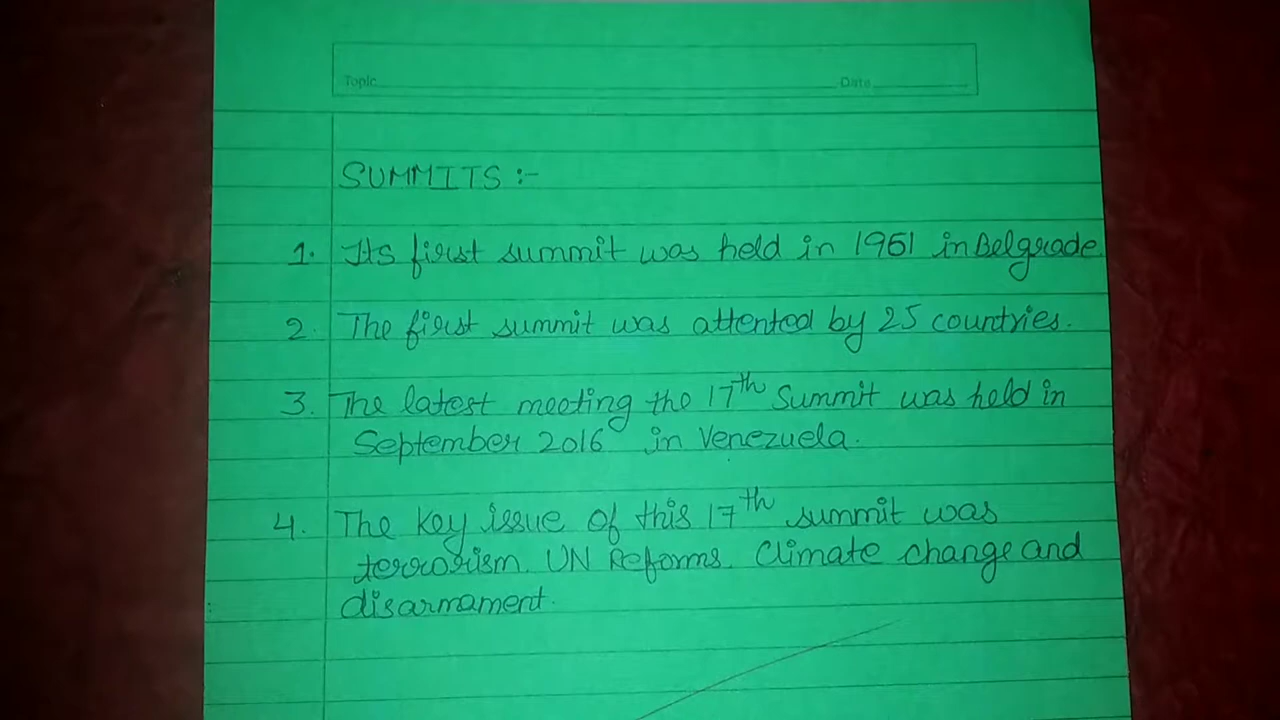 Topic Date
SUMMITS :-
1. Its first summit was held in 1961 in Belgrade.
2. The first summit was attented by 25 countries.
3. The latest meeting the 17th Summit was held in
September 2016 in Venezuela.
4. The key issue of this 17th summit was
terrorism. UN Reforms. Climate change and
disarmament.